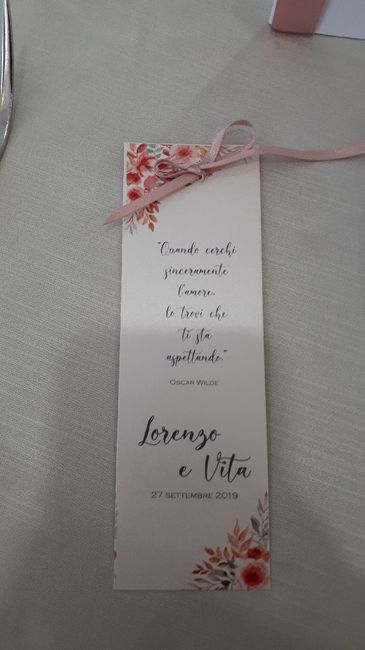 "Quando cerchi
sinceramente
l'amore,
lo trovi che
ti sta
aspettando."
OSCAR WILDE
Lorenzo
e Vita
27 SETTEMBRE 2019